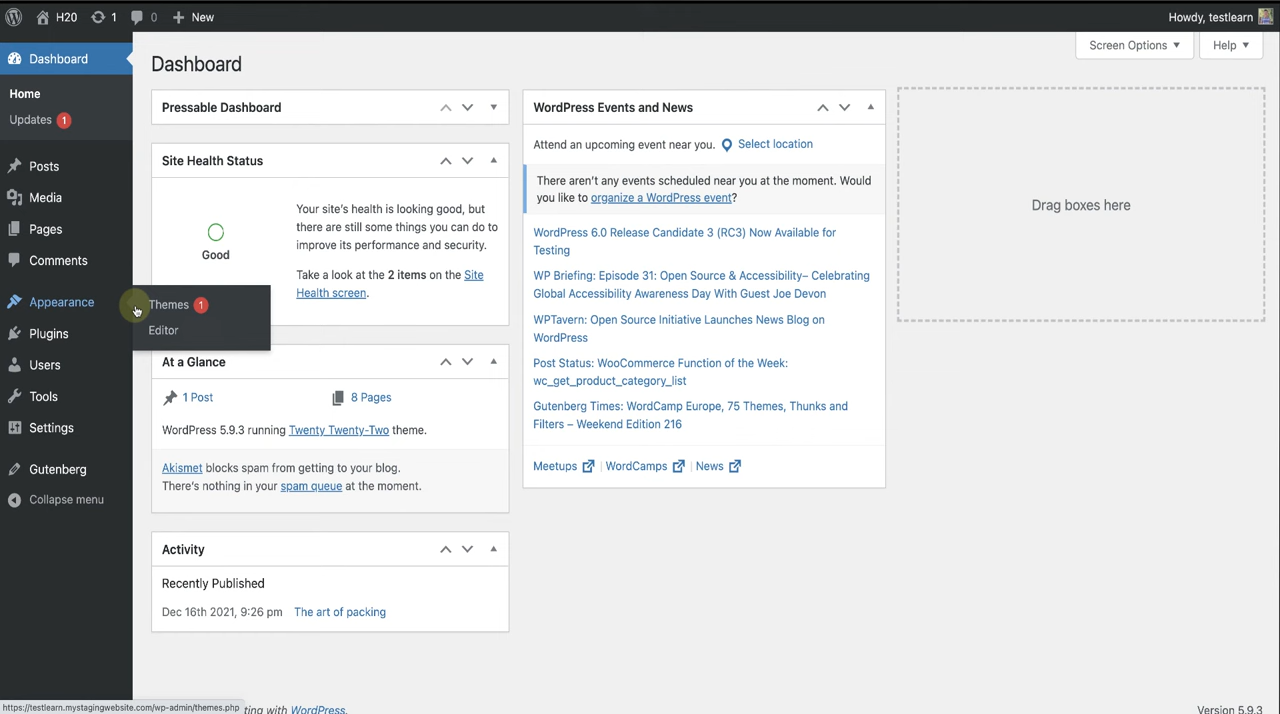 H20 1 0 New Howdy, testlearn
Dashboard
Home
Updates 1
Posts
Media
Pages
Comments
Appearance
Plugins
Users
Tools
Settings
Gutenberg
Collapse menu
Themes 1
Editor
Screen Options Help
Dashboard
Pressable Dashboard
Site Health Status
Good
Your site's health is looking good, but
there are still some things you can do to
improve its performance and security.
Take a look at the 2 items on the Site
Health screen.
At a Glance
1 Post 8 Pages
WordPress 5.9.3 running Twenty Twenty-Two theme.
Akismet blocks spam from getting to your blog.
There's nothing in your spam queue at the moment.
Activity
Recently Published
Dec 16th 2021, 9:26 pm The art of packing
WordPress Events and News
Attend an upcoming event near you. Select location
There aren't any events scheduled near you at the moment. Would
you like to organize a WordPress event?
WordPress 6.0 Release Candidate 3 (RC3) Now Available for
Testing
WP Briefing: Episode 31: Open Source & Accessibility– Celebrating
Global Accessibility Awareness Day With Guest Joe Devon
WPTavern: Open Source Initiative Launches News Blog on
WordPress
Post Status: WooCommerce Function of the Week:
wc_get_product_category_list
Gutenberg Times: WordCamp Europe, 75 Themes, Thunks and
Filters – Weekend Edition 216
Meetups | WordCamps | News
Drag boxes here
https://testlearn.mystagingwebsite.com/wp-admin/themes.php
ting with WordPress.
Version 5.9.3